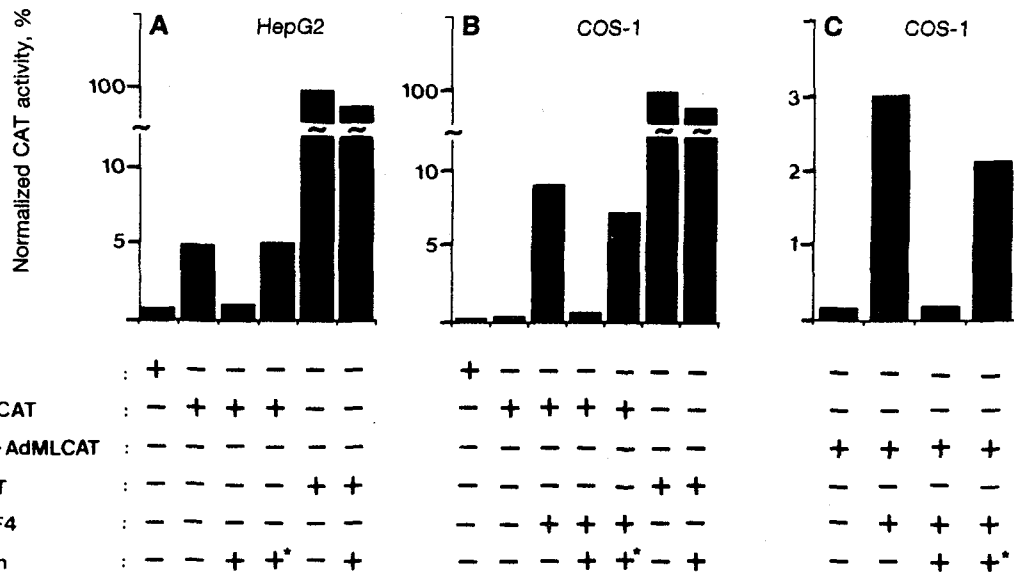 Normalized CAT activity, %
A HepG2
100
10
5
B COS-1
100
10
5
C COS-1
3
2
1
: + − − − − − + − − − − − − − − − −
CAT : − + + + − − − + + + + − − − − − −
-AdMLCAT : − − − − − − − − − − − − − + + + +
T : − − − − + + − − − − − + + − − − −
F4 : − − − − − − − − + + + − − − + + +
n : − − + +* − + − − − + +* − + − − + +*